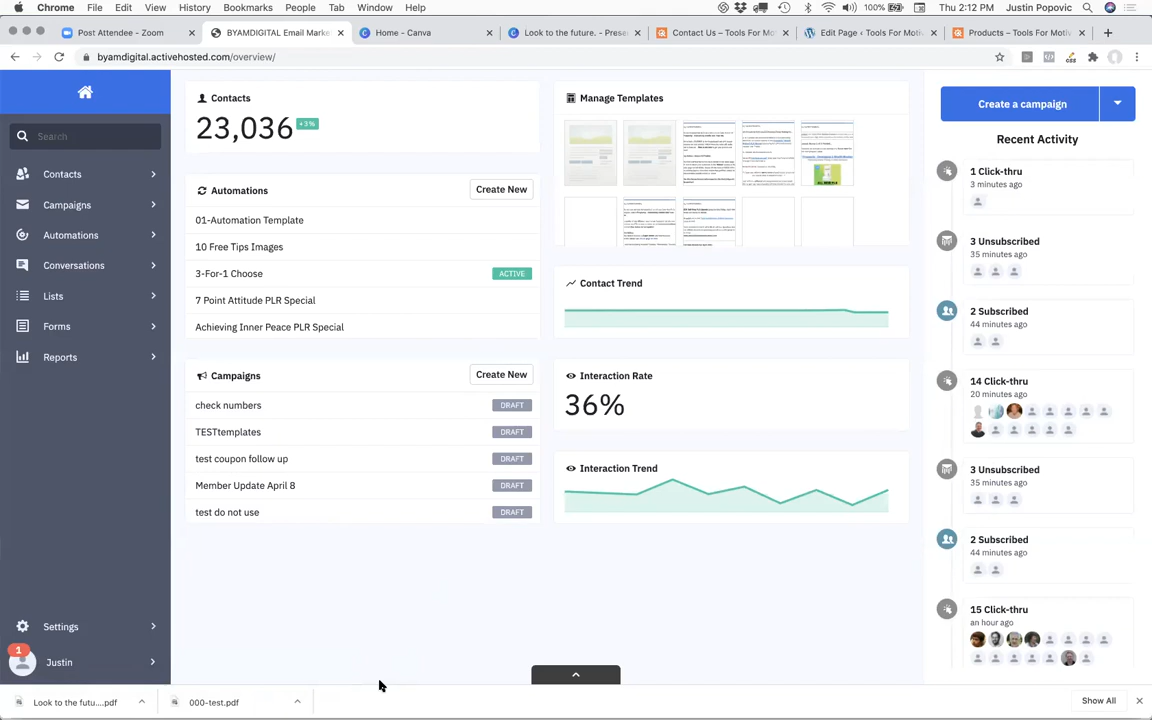 Chrome File Edit View History Bookmarks People Tab Window Help 100% Thu 2:12 PM Justin Popovic
Post Attendee - Zoom
BYAMDIGITAL Email Marke
Home - Canva
Look to the future. - Prese
Contact Us – Tools For Mo
Edit Page ‹ Tools For Moti
Products – Tools For Moti
byamdigital.activehosted.com/overview/
Search
Contacts
Campaigns
Automations
Conversations
Lists
Forms
Reports
Settings
1
Justin
Contacts
23,036 +3%
Automations Create New
01-Automation Template
10 Free Tips Images
3-For-1 Choose ACTIVE
7 Point Attitude PLR Special
Achieving Inner Peace PLR Special
Campaigns Create New
check numbers DRAFT
TESTtemplates DRAFT
test coupon follow up DRAFT
Member Update April 8 DRAFT
test do not use DRAFT
Manage Templates
Contact Trend
Interaction Rate
36%
Interaction Trend
Create a campaign
Recent Activity
1 Click-thru
3 minutes ago
3 Unsubscribed
35 minutes ago
2 Subscribed
44 minutes ago
14 Click-thru
20 minutes ago
3 Unsubscribed
35 minutes ago
2 Subscribed
44 minutes ago
15 Click-thru
an hour ago
Look to the futu....pdf
000-test.pdf
Show All